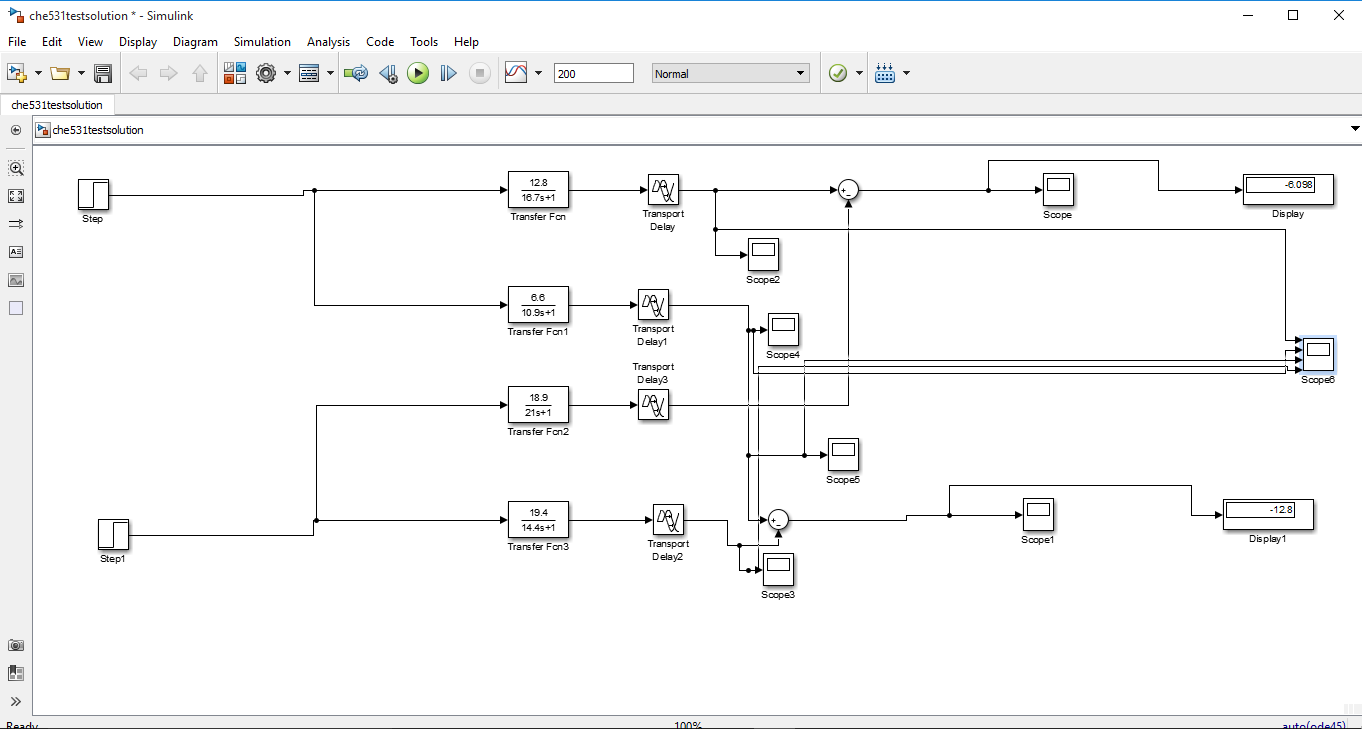 che531testsolution * - Simulink
File Edit View Display Diagram Simulation Analysis Code Tools Help
200 Normal
che531testsolution
che531testsolution
Step
12.8
16.7s+1
Transfer Fcn
Transport
Delay
+
-
Scope
-6.098
Display
Scope2
6.6
10.9s+1
Transfer Fcn1
Transport
Delay1
Scope4
Scope6
Transport
Delay3
18.9
21s+1
Transfer Fcn2
Scope5
Step1
19.4
14.4s+1
Transfer Fcn3
Transport
Delay2
+
-
Scope3
Scope1
-12.8
Display1
Ready 100% auto(ode45)